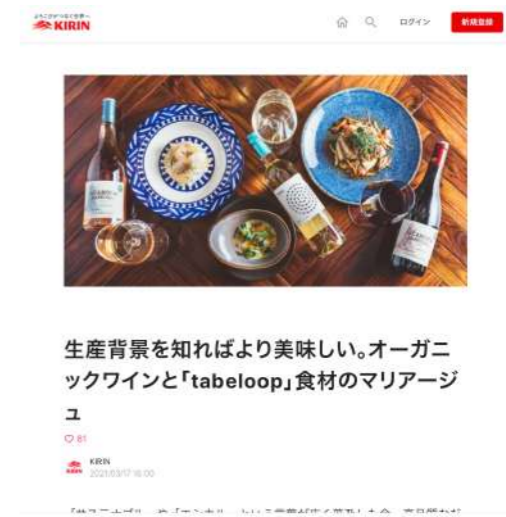 よろこびがつなぐ世界へ
KIRIN
ログイン
新規登録
生産背景を知ればより美味しい。オーガニ
ックワインと「tabeloop」食材のマリアージ
ュ
81
KIRIN
KIRIN
2021/03/17 16:00